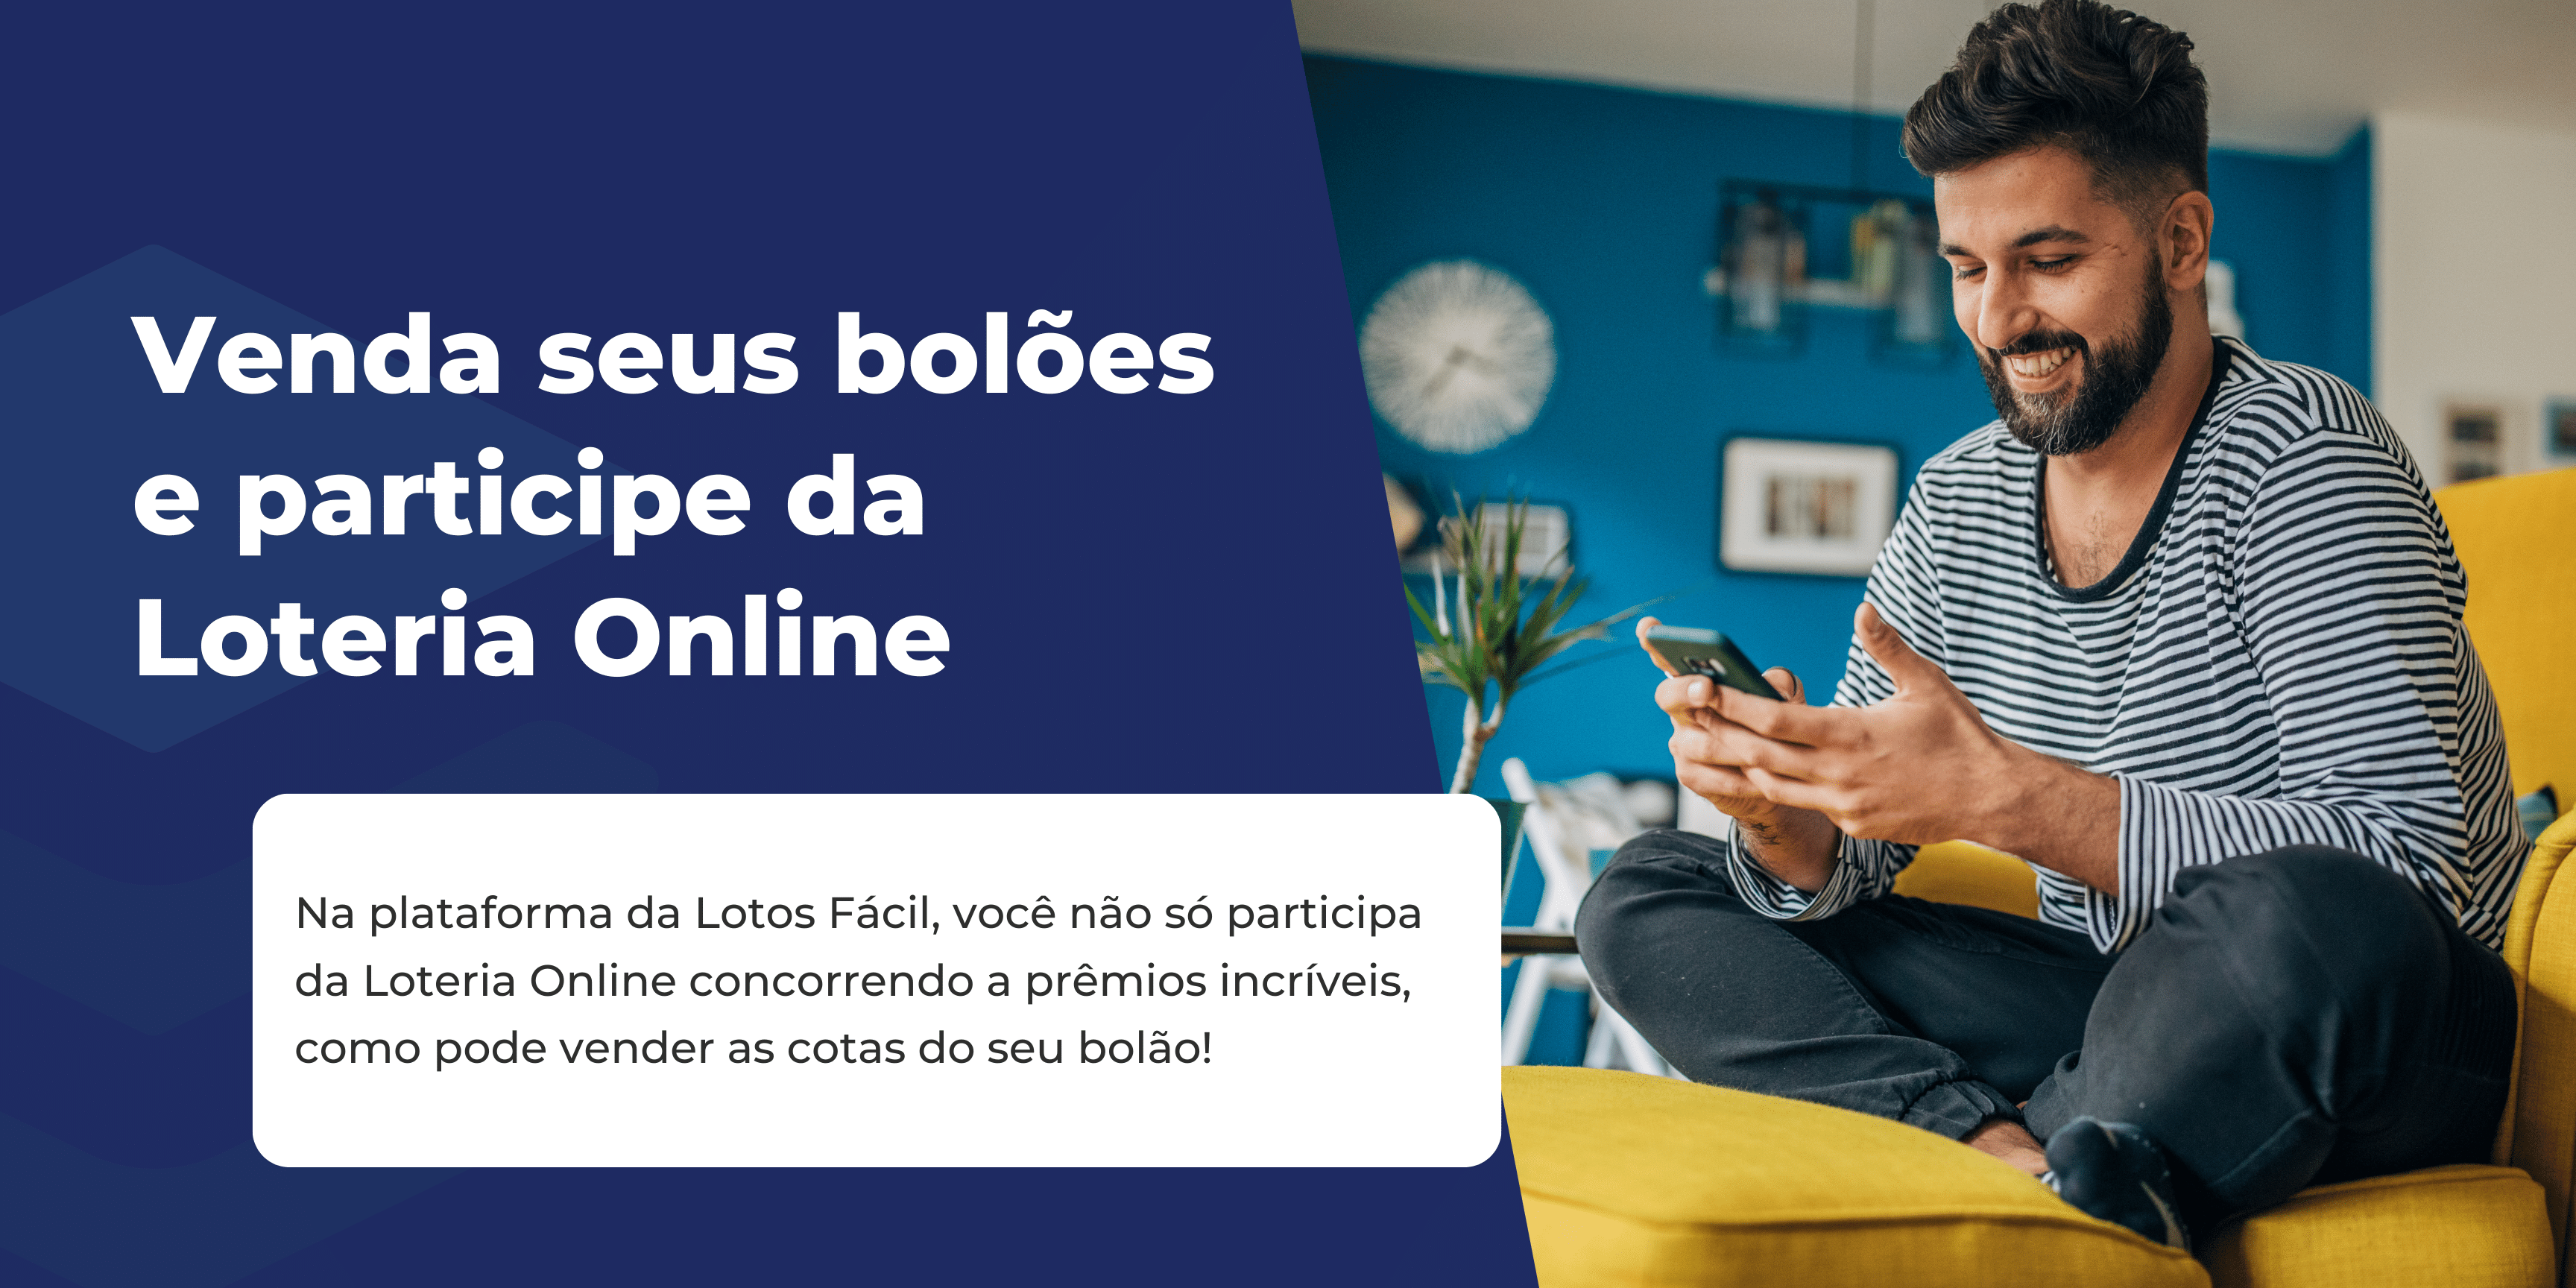 Venda seus bolões
e participe da
Loteria Online
Na plataforma da Lotos Fácil, você não só participa
da Loteria Online concorrendo a prêmios incríveis,
como pode vender as cotas do seu bolão!